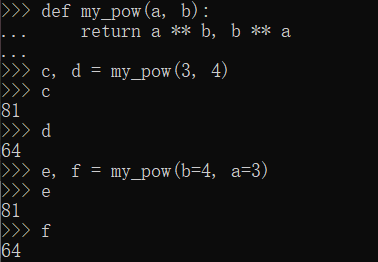 >>> def my_pow(a, b):
...     return a ** b, b ** a
...
>>> c, d = my_pow(3, 4)
>>> c
81
>>> d
64
>>> e, f = my_pow(b=4, a=3)
>>> e
81
>>> f
64